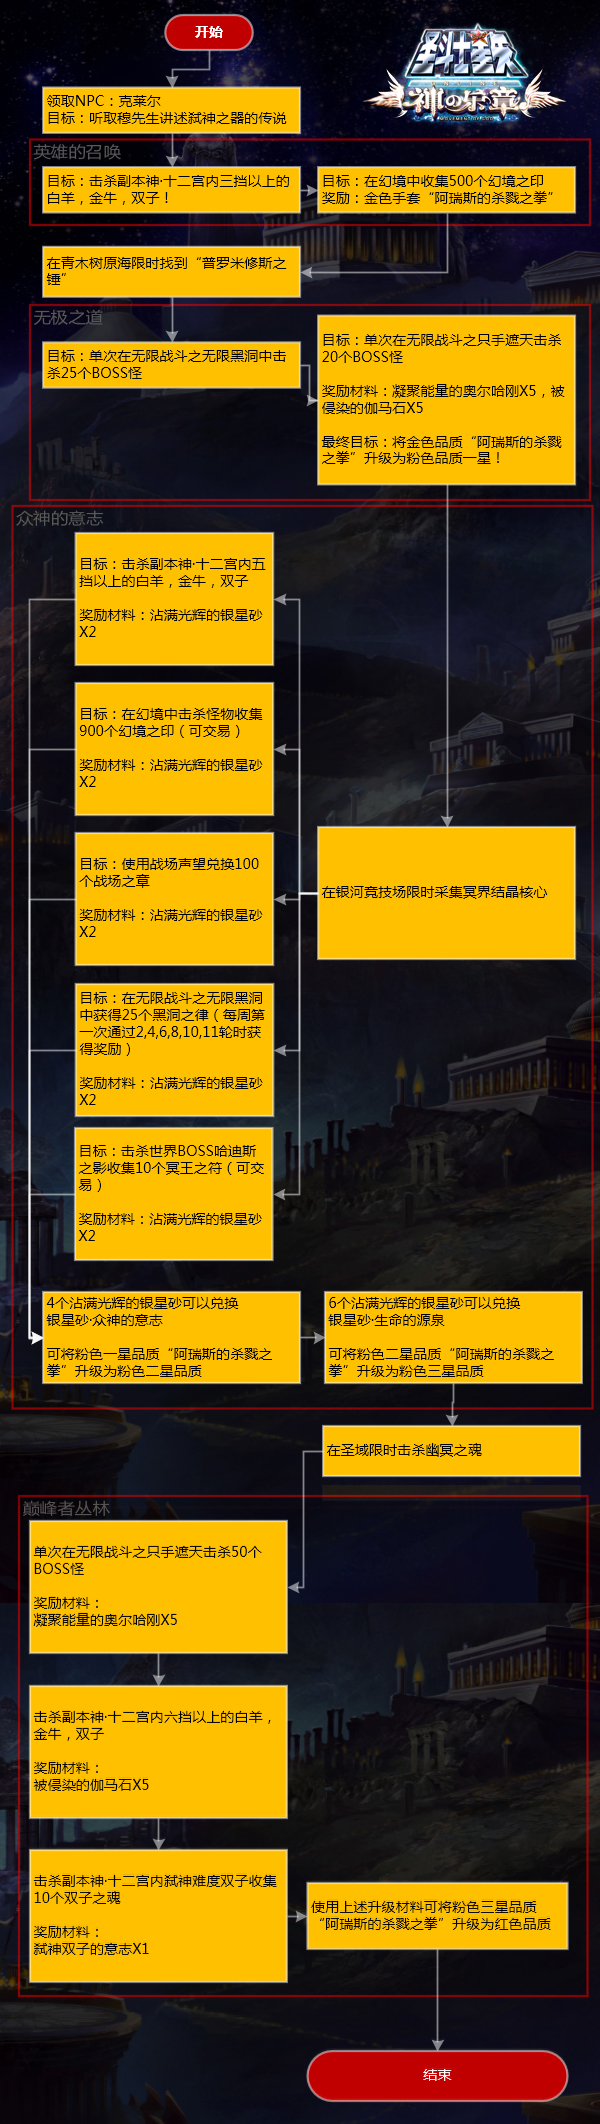 开始
圣斗士星矢
神の乐章
领取NPC：克莱尔
目标：听取穆先生讲述弑神之器的传说
英雄的召唤
目标：击杀副本神·十二宫内三挡以上的
白羊，金牛，双子！
目标：在幻境中收集500个幻境之印
奖励：金色手套“阿瑞斯的杀戮之拳”
在青木树原海限时找到“普罗米修斯之
锤”
无极之道
目标：单次在无限战斗之无限黑洞中击
杀25个BOSS怪
目标：单次在无限战斗之只手遮天击杀
20个BOSS怪
奖励材料：凝聚能量的奥尔哈刚X5，被
侵染的伽马石X5
最终目标：将金色品质“阿瑞斯的杀戮
之拳”升级为粉色品质一星！
众神的意志
目标：击杀副本神·十二宫内五
挡以上的白羊，金牛，双子
奖励材料：沾满光辉的银星砂
X2
目标：在幻境中击杀怪物收集
900个幻境之印（可交易）
奖励材料：沾满光辉的银星砂
X2
目标：使用战场声望兑换100
个战场之章
奖励材料：沾满光辉的银星砂
X2
在银河竞技场限时采集冥界结晶核心
目标：在无限战斗之无限黑洞
中获得25个黑洞之律（每周第
一次通过2,4,6,8,10,11轮时获
得奖励）
奖励材料：沾满光辉的银星砂
X2
目标：击杀世界BOSS哈迪斯
之影收集10个冥王之符（可交
易）
奖励材料：沾满光辉的银星砂
X2
4个沾满光辉的银星砂可以兑换
银星砂·众神的意志
可将粉色一星品质“阿瑞斯的杀戮之
拳”升级为粉色二星品质
6个沾满光辉的银星砂可以兑换
银星砂·生命的源泉
可将粉色二星品质“阿瑞斯的杀戮之
拳”升级为粉色三星品质
在圣域限时击杀幽冥之魂
巅峰者丛林
单次在无限战斗之只手遮天击杀50个
BOSS怪
奖励材料：
凝聚能量的奥尔哈刚X5
击杀副本神·十二宫内六挡以上的白羊，
金牛，双子
奖励材料：
被侵染的伽马石X5
击杀副本神·十二宫内弑神难度双子收集
10个双子之魂
奖励材料：
弑神双子的意志X1
使用上述升级材料可将粉色三星品质
“阿瑞斯的杀戮之拳”升级为红色品质
结束